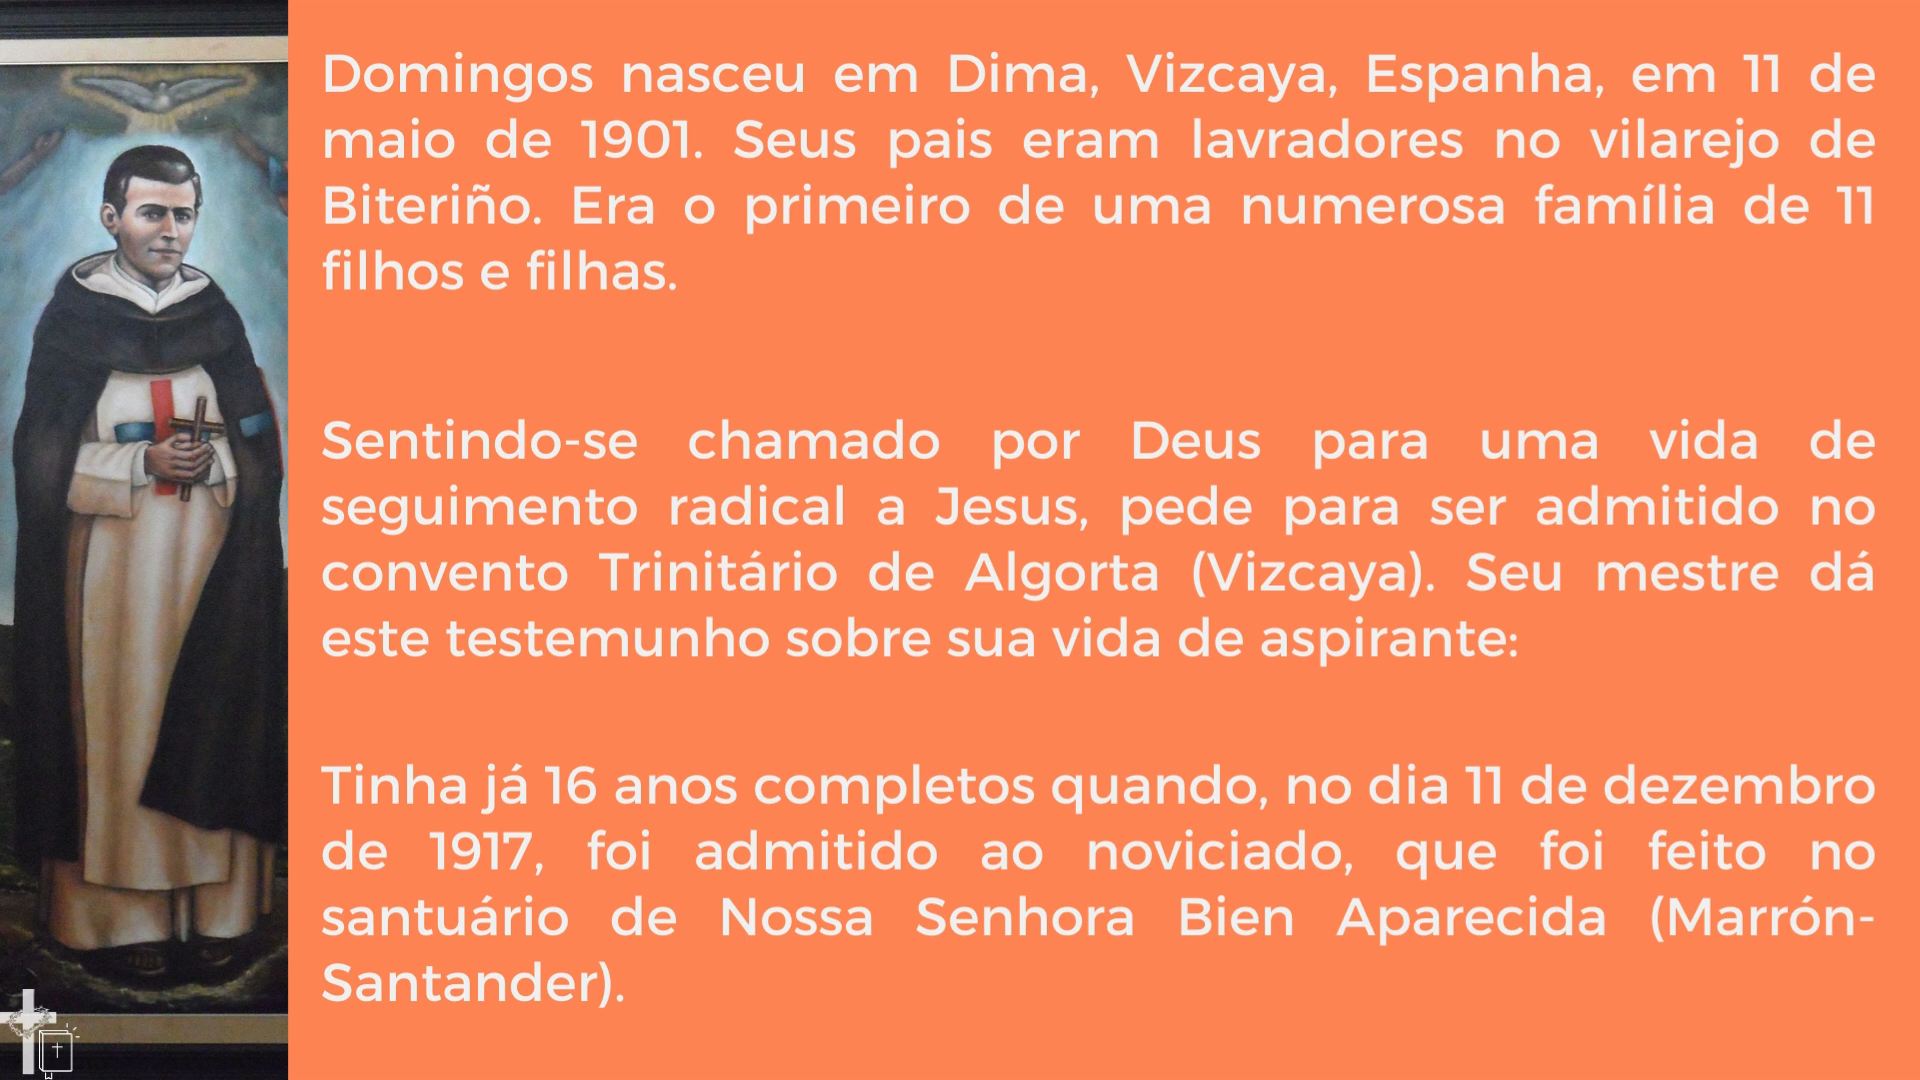 Domingos nasceu em Dima, Vizcaya, Espanha, em 11 de
maio de 1901. Seus pais eram lavradores no vilarejo de
Biteriño. Era o primeiro de uma numerosa família de 11
filhos e filhas.
Sentindo-se chamado por Deus para uma vida de
seguimento radical a Jesus, pede para ser admitido no
convento Trinitário de Algorta (Vizcaya). Seu mestre dá
este testemunho sobre sua vida de aspirante:
Tinha já 16 anos completos quando, no dia 11 de dezembro
de 1917, foi admitido ao noviciado, que foi feito no
santuário de Nossa Senhora Bien Aparecida (Marrón-
Santander).